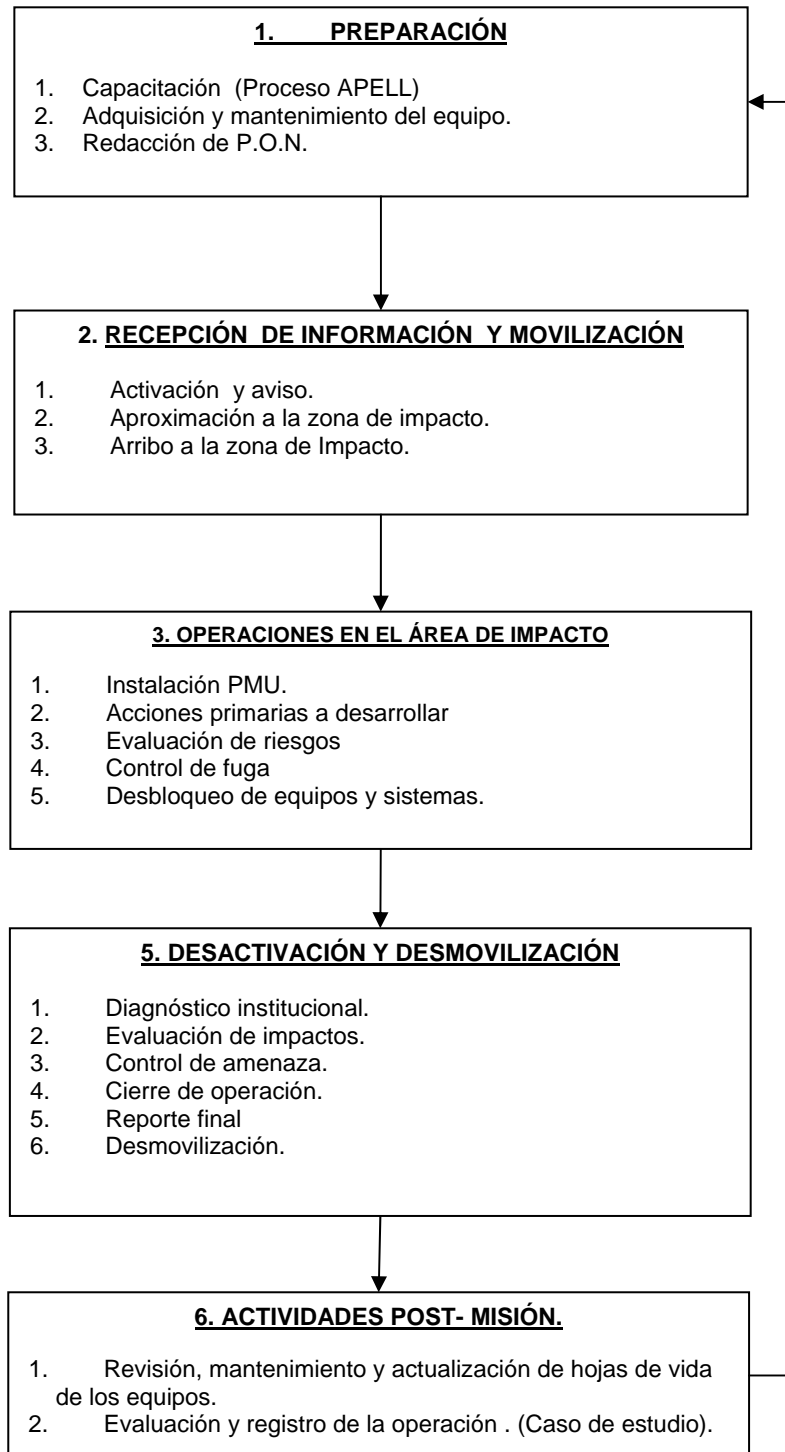 1. PREPARACIÓN
1. Capacitación (Proceso APELL)
2. Adquisición y mantenimiento del equipo.
3. Redacción de P.O.N.
2. RECEPCIÓN DE INFORMACIÓN Y MOVILIZACIÓN
1. Activación y aviso.
2. Aproximación a la zona de impacto.
3. Arribo a la zona de Impacto.
3. OPERACIONES EN EL ÁREA DE IMPACTO
1. Instalación PMU.
2. Acciones primarias a desarrollar
3. Evaluación de riesgos
4. Control de fuga
5. Desbloqueo de equipos y sistemas.
5. DESACTIVACIÓN Y DESMOVILIZACIÓN
1. Diagnóstico institucional.
2. Evaluación de impactos.
3. Control de amenaza.
4. Cierre de operación.
5. Reporte final
6. Desmovilización.
6. ACTIVIDADES POST- MISIÓN.
1. Revisión, mantenimiento y actualización de hojas de vida
de los equipos.
2. Evaluación y registro de la operación . (Caso de estudio).